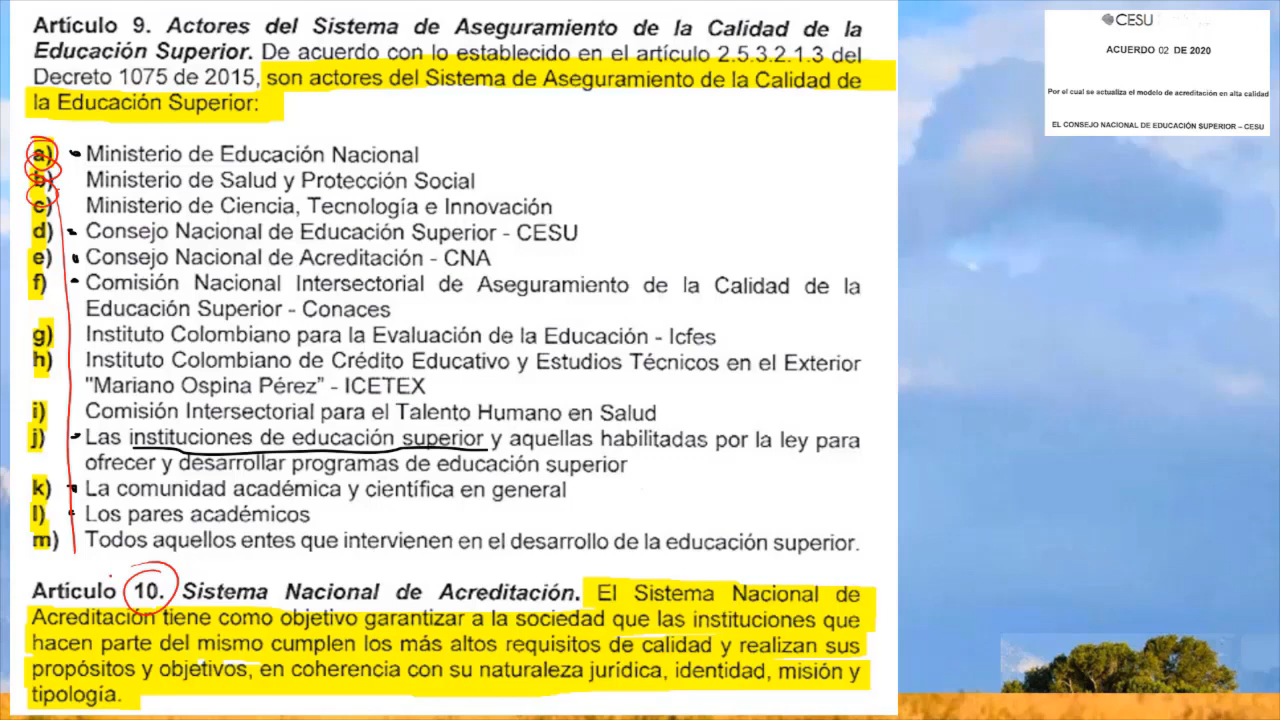 Artículo 9. Actores del Sistema de Aseguramiento de la Calidad de la
Educación Superior. De acuerdo con lo establecido en el artículo 2.5.3.2.1.3 del
Decreto 1075 de 2015, son actores del Sistema de Aseguramiento de la Calidad de
la Educación Superior:
a) Ministerio de Educación Nacional
b) Ministerio de Salud y Protección Social
c) Ministerio de Ciencia, Tecnología e Innovación
d) Consejo Nacional de Educación Superior - CESU
e) Consejo Nacional de Acreditación - CNA
f) Comisión Nacional Intersectorial de Aseguramiento de la Calidad de la
Educación Superior - Conaces
g) Instituto Colombiano para la Evaluación de la Educación - Icfes
h) Instituto Colombiano de Crédito Educativo y Estudios Técnicos en el Exterior
"Mariano Ospina Pérez" - ICETEX
i) Comisión Intersectorial para el Talento Humano en Salud
j) Las instituciones de educación superior y aquellas habilitadas por la ley para
ofrecer y desarrollar programas de educación superior
k) La comunidad académica y científica en general
l) Los pares académicos
m) Todos aquellos entes que intervienen en el desarrollo de la educación superior.
Artículo 10. Sistema Nacional de Acreditación. El Sistema Nacional de
Acreditación tiene como objetivo garantizar a la sociedad que las instituciones que
hacen parte del mismo cumplen los más altos requisitos de calidad y realizan sus
propósitos y objetivos, en coherencia con su naturaleza jurídica, identidad, misión y
tipología.
CESU
ACUERDO 02 DE 2020
Por el cual se actualiza el modelo de acreditación en alta calidad
EL CONSEJO NACIONAL DE EDUCACIÓN SUPERIOR – CESU